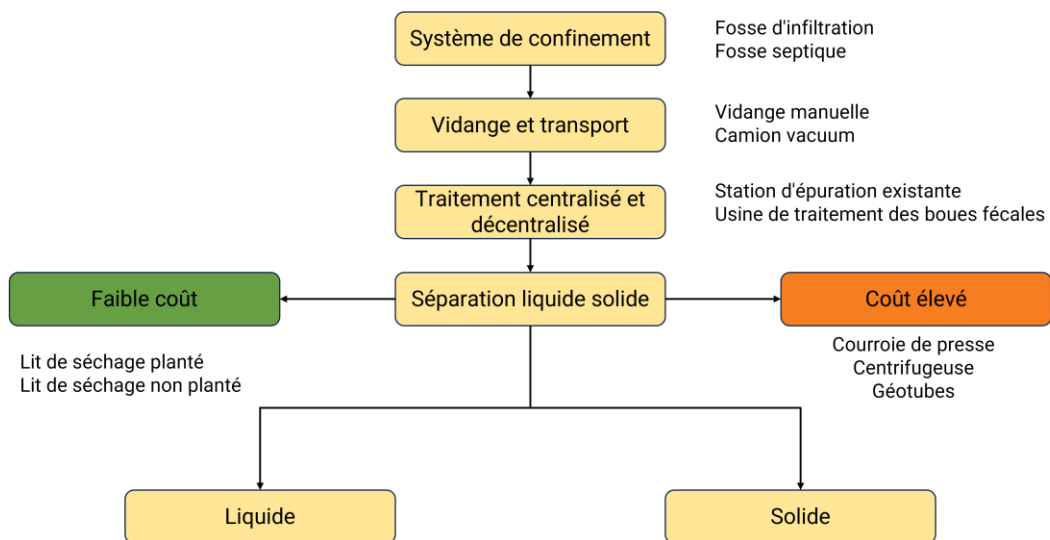 Système de confinement
Fosse d'infiltration
Fosse septique
Vidange et transport
Vidange manuelle
Camion vacuum
Traitement centralisé et
décentralisé
Station d'épuration existante
Usine de traitement des boues fécales
Faible coût
Séparation liquide solide
Coût élevé
Lit de séchage planté
Lit de séchage non planté
Courroie de presse
Centrifugeuse
Géotubes
Liquide
Solide